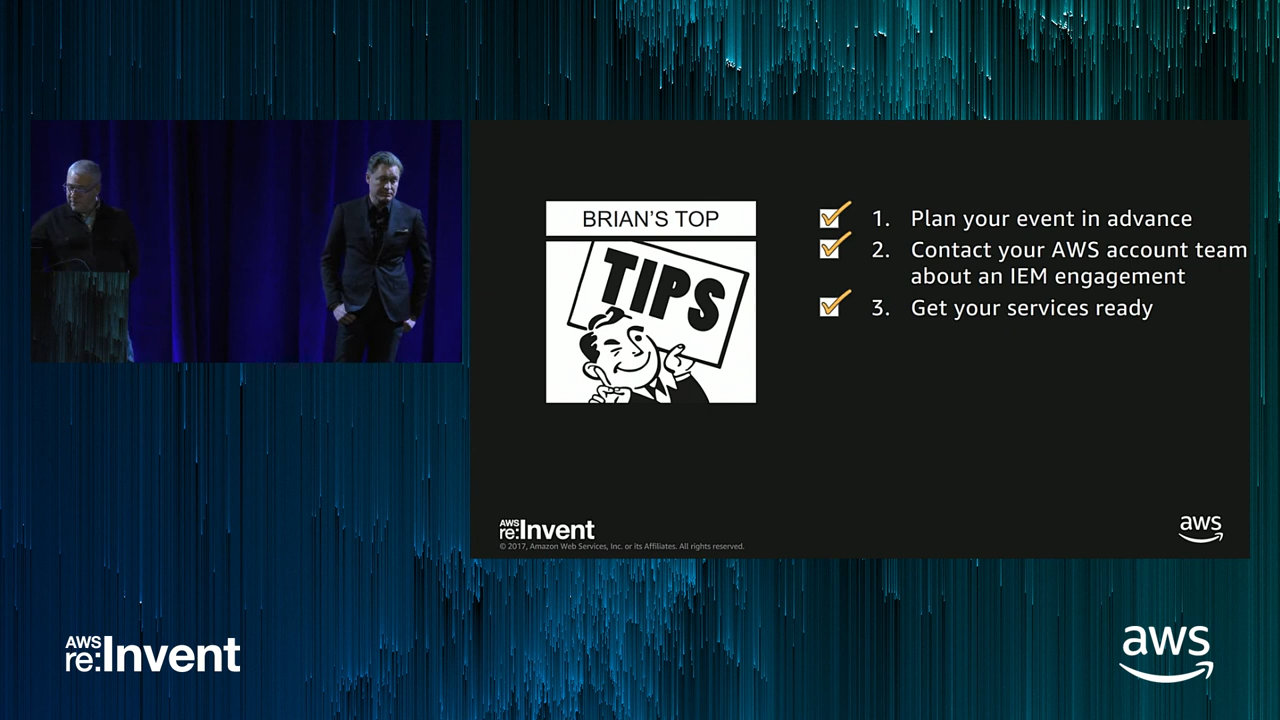 BRIAN'S TOP
TIPS
1. Plan your event in advance
2. Contact your AWS account team
about an IEM engagement
3. Get your services ready
AWS
re:Invent
© 2017, Amazon Web Services, Inc. or its Affiliates. All rights reserved.
aws
AWS
re:Invent
aws